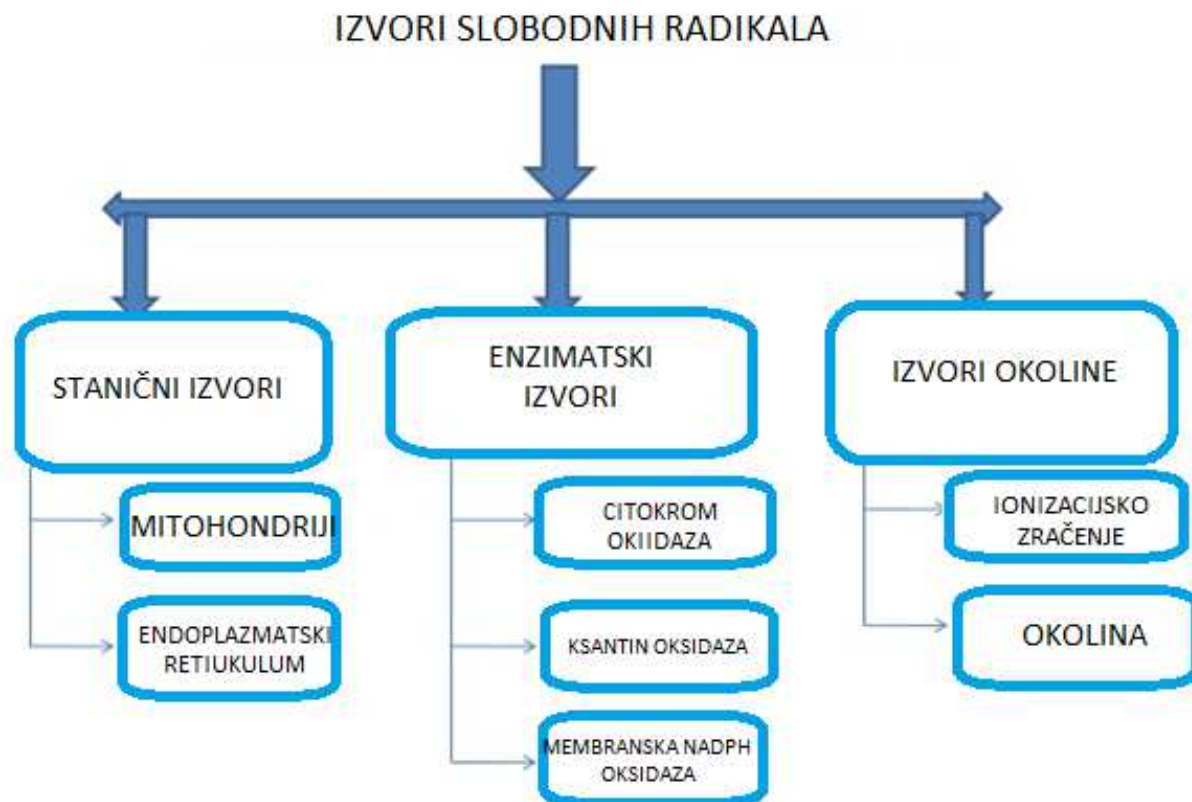 IZVORI SLOBODNIH RADIKALA
STANIČNI IZVORI
MITOHONDRIJI
ENDOPLAZMATSKI
RETIUKULUM
ENZIMATSKI
IZVORI
CITOKROM
OKIIDAZA
KSANTIN OKSIDAZA
MEMBRANSKA NADPH
OKSIDAZA
IZVORI OKOLINE
IONIZACIJSKO
ZRAČENJE
OKOLINA